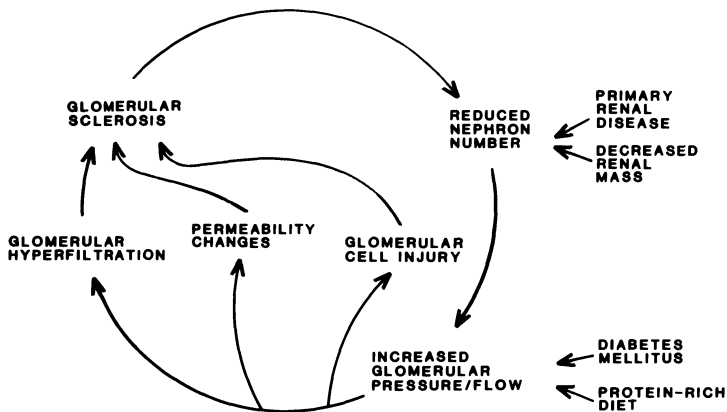 GLOMERULAR
SCLEROSIS
REDUCED
NEPHRON
NUMBER
PRIMARY
RENAL
DISEASE
DECREASED
RENAL
MASS
GLOMERULAR
HYPERFILTRATION
PERMEABILITY
CHANGES
GLOMERULAR
CELL INJURY
INCREASED
GLOMERULAR
PRESSURE/FLOW
DIABETES
MELLITUS
PROTEIN-RICH
DIET